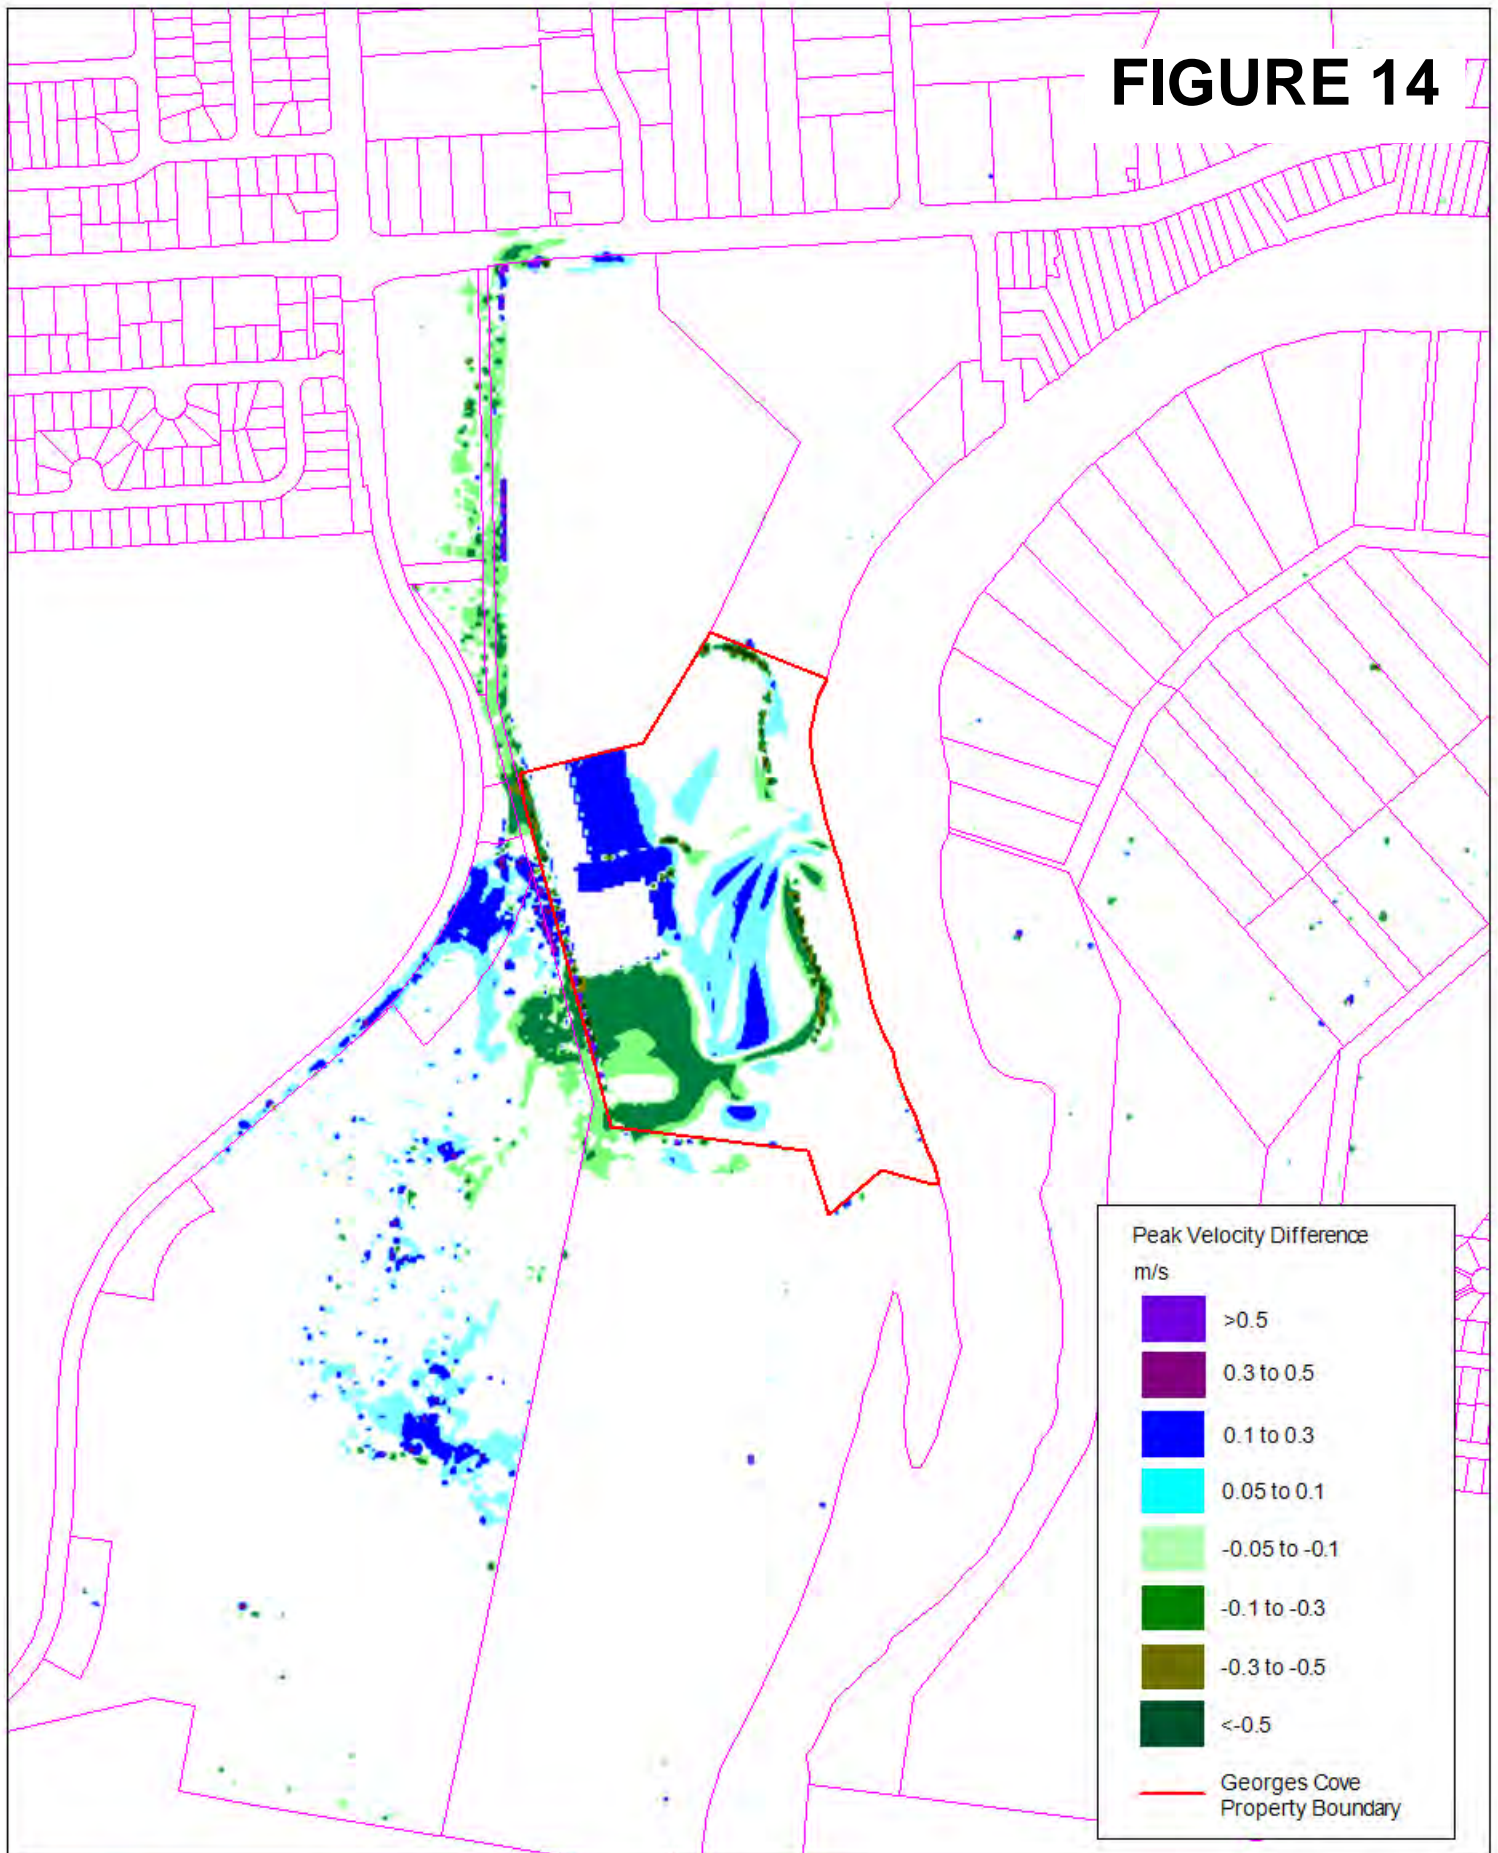 FIGURE 14
Peak Velocity Difference
m/s
>0.5
0.3 to 0.5
0.1 to 0.3
0.05 to 0.1
-0.05 to -0.1
-0.1 to -0.3
-0.3 to -0.5
<-0.5
Georges Cove
Property Boundary